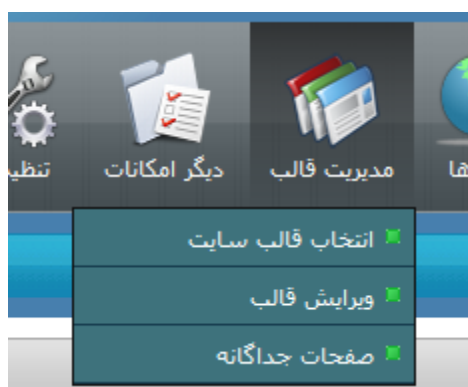 مدیریت قالب
دیگر امکانات
انتخاب قالب سایت
ویرایش قالب
صفحات جداگانه